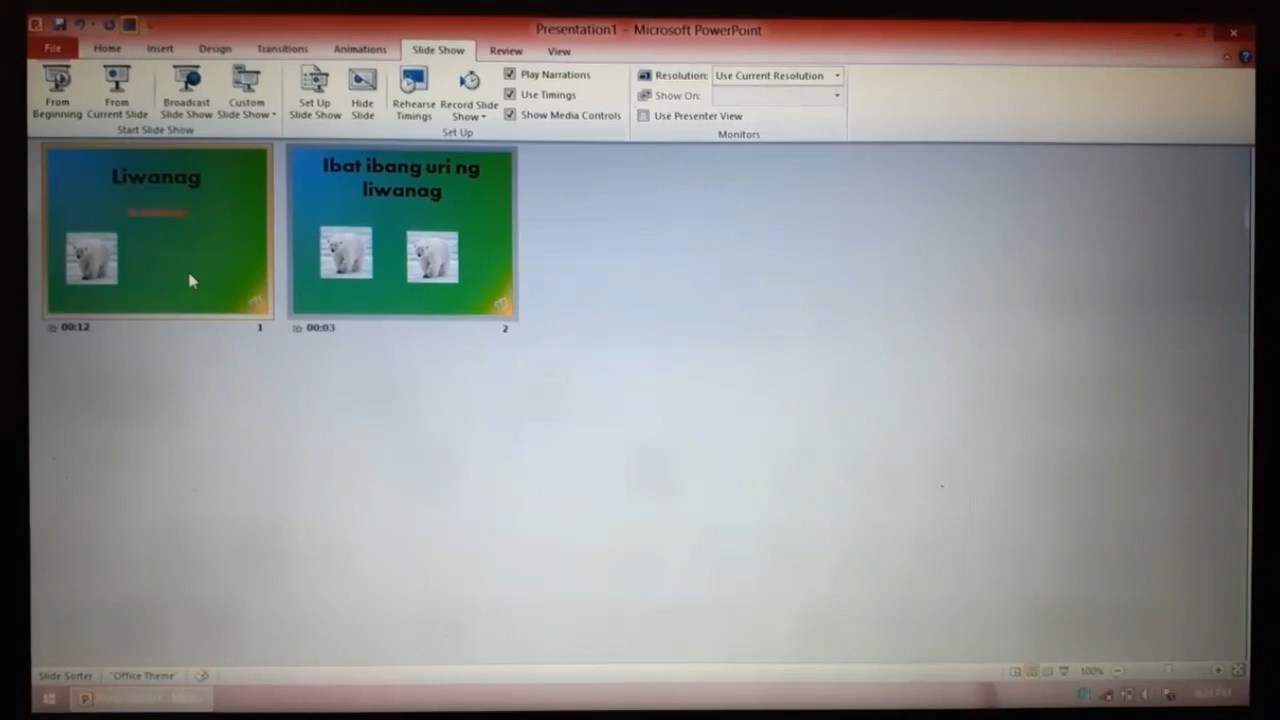 Presentation1 - Microsoft PowerPoint
File Home Insert Design Transitions Animations Slide Show Review View
From Beginning
From Current Slide
Broadcast Slide Show
Custom Slide Show
Start Slide Show
Set Up Slide Show
Hide Slide
Rehearse Timings
Record Slide Show
Play Narrations
Use Timings
Show Media Controls
Set Up
Resolution: Use Current Resolution
Show On:
Use Presenter View
Monitors
Liwanag
00:12 1
Ibat ibang uri ng
liwanag
00:03 2
Slide Sorter "Office Theme" 100%